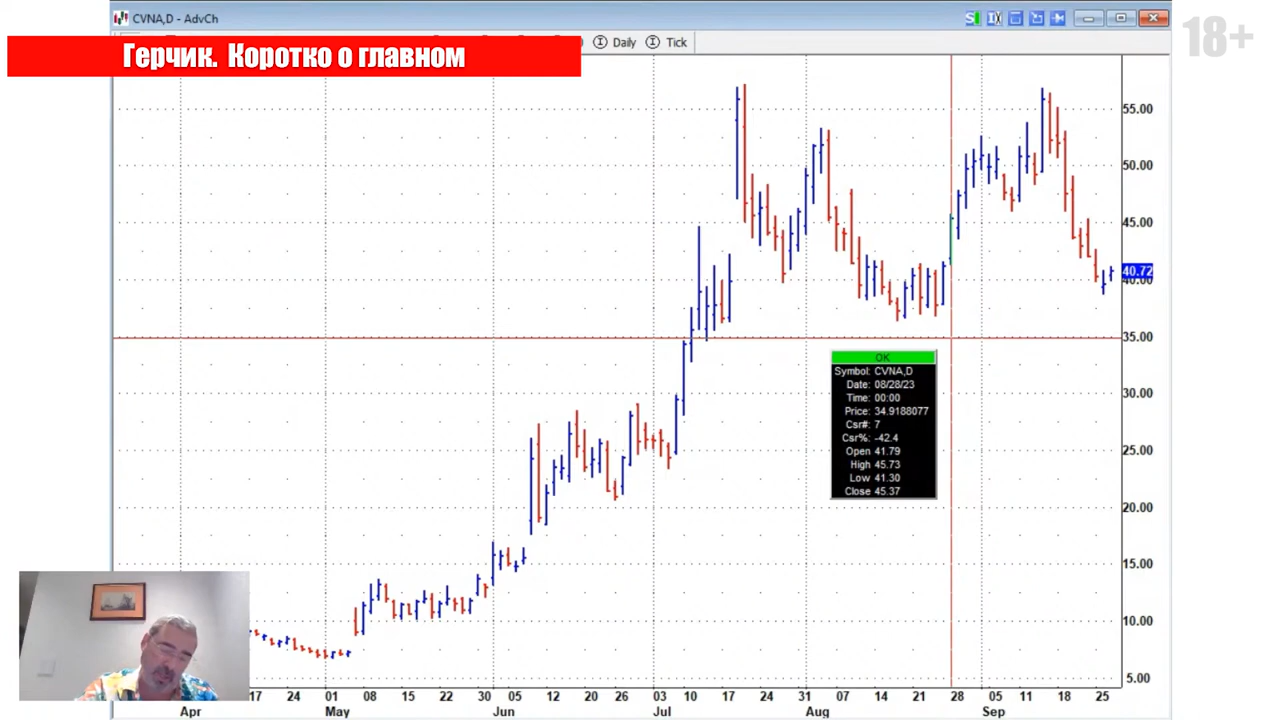 CVNA,D - AdvCh
18+
Герчик. Коротко о главном
Daily Tick
55.00
50.00
45.00
40.72
40.00
35.00
30.00
25.00
20.00
15.00
10.00
5.00
OK
Symbol: CVNA,D
Date: 08/28/23
Time: 00:00
Price: 34.9188077
Csr#: 7
Csr%: -42.4
Open 41.79
High 45.73
Low 41.30
Close 45.37
17 24 01 08 15 22 30 05 12 20 26 03 10 17 24 31 07 14 21 28 05 11 18 25
Apr May Jun Jul Aug Sep